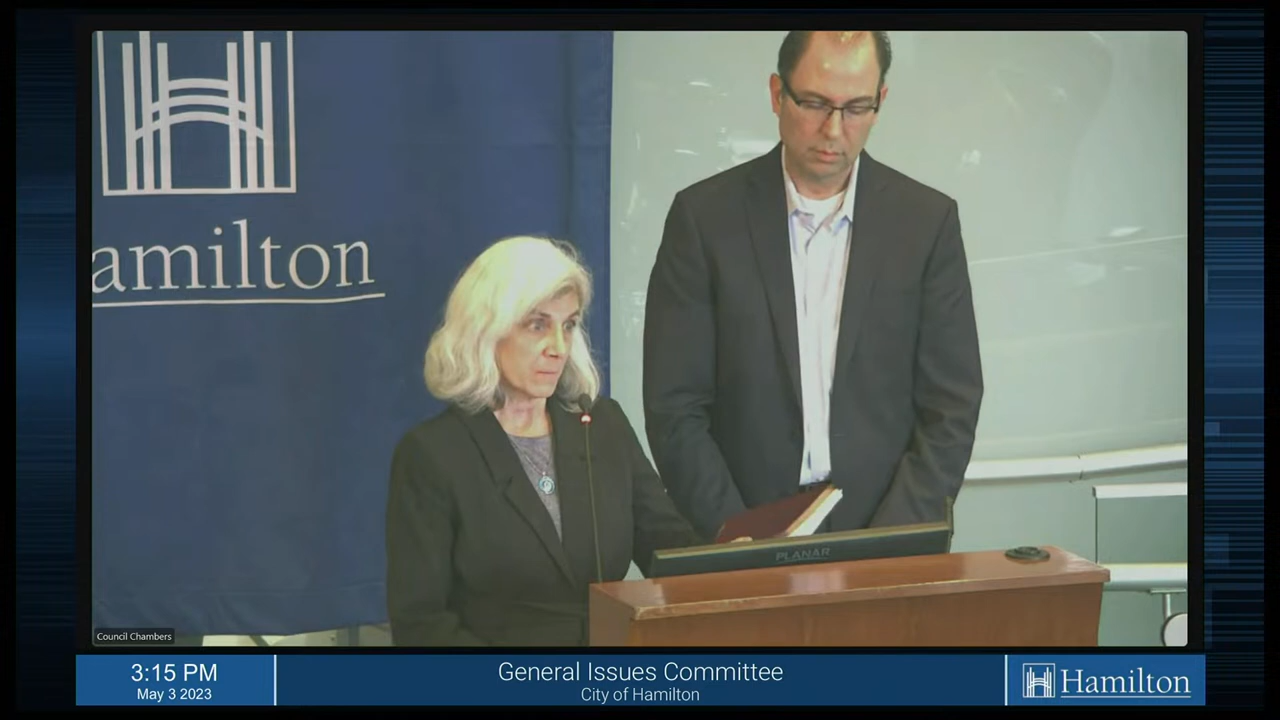 amilton
PLANAR
Council Chambers
3:15 PM
May 3 2023
General Issues Committee
City of Hamilton
Hamilton